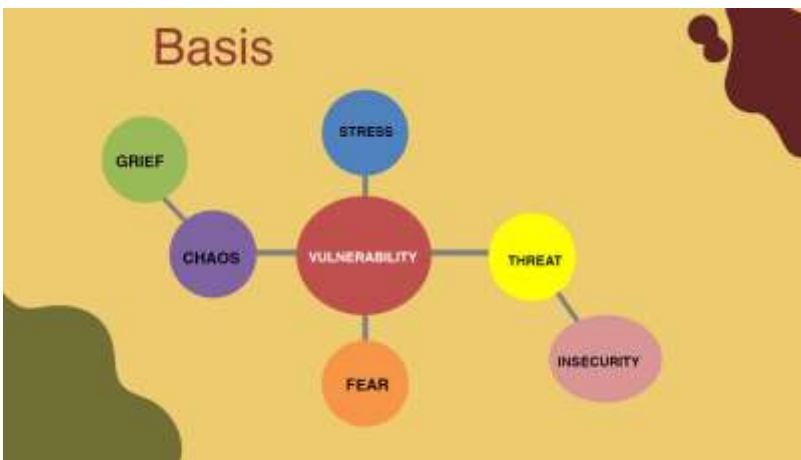 Basis
STRESS
GRIEF
CHAOS
VULNERABILITY
THREAT
INSECURITY
FEAR